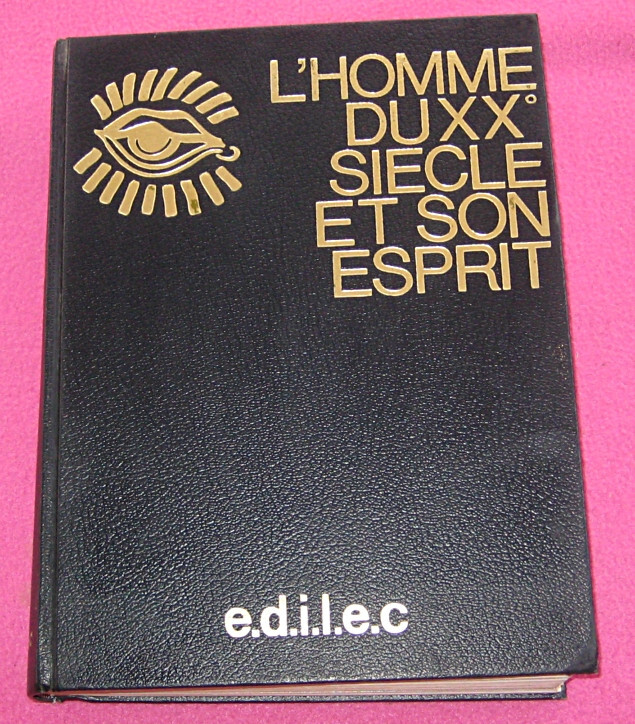 L'HOMME
DU XX°
SIECLE
ET SON
ESPRIT
e.d.i.l.e.c